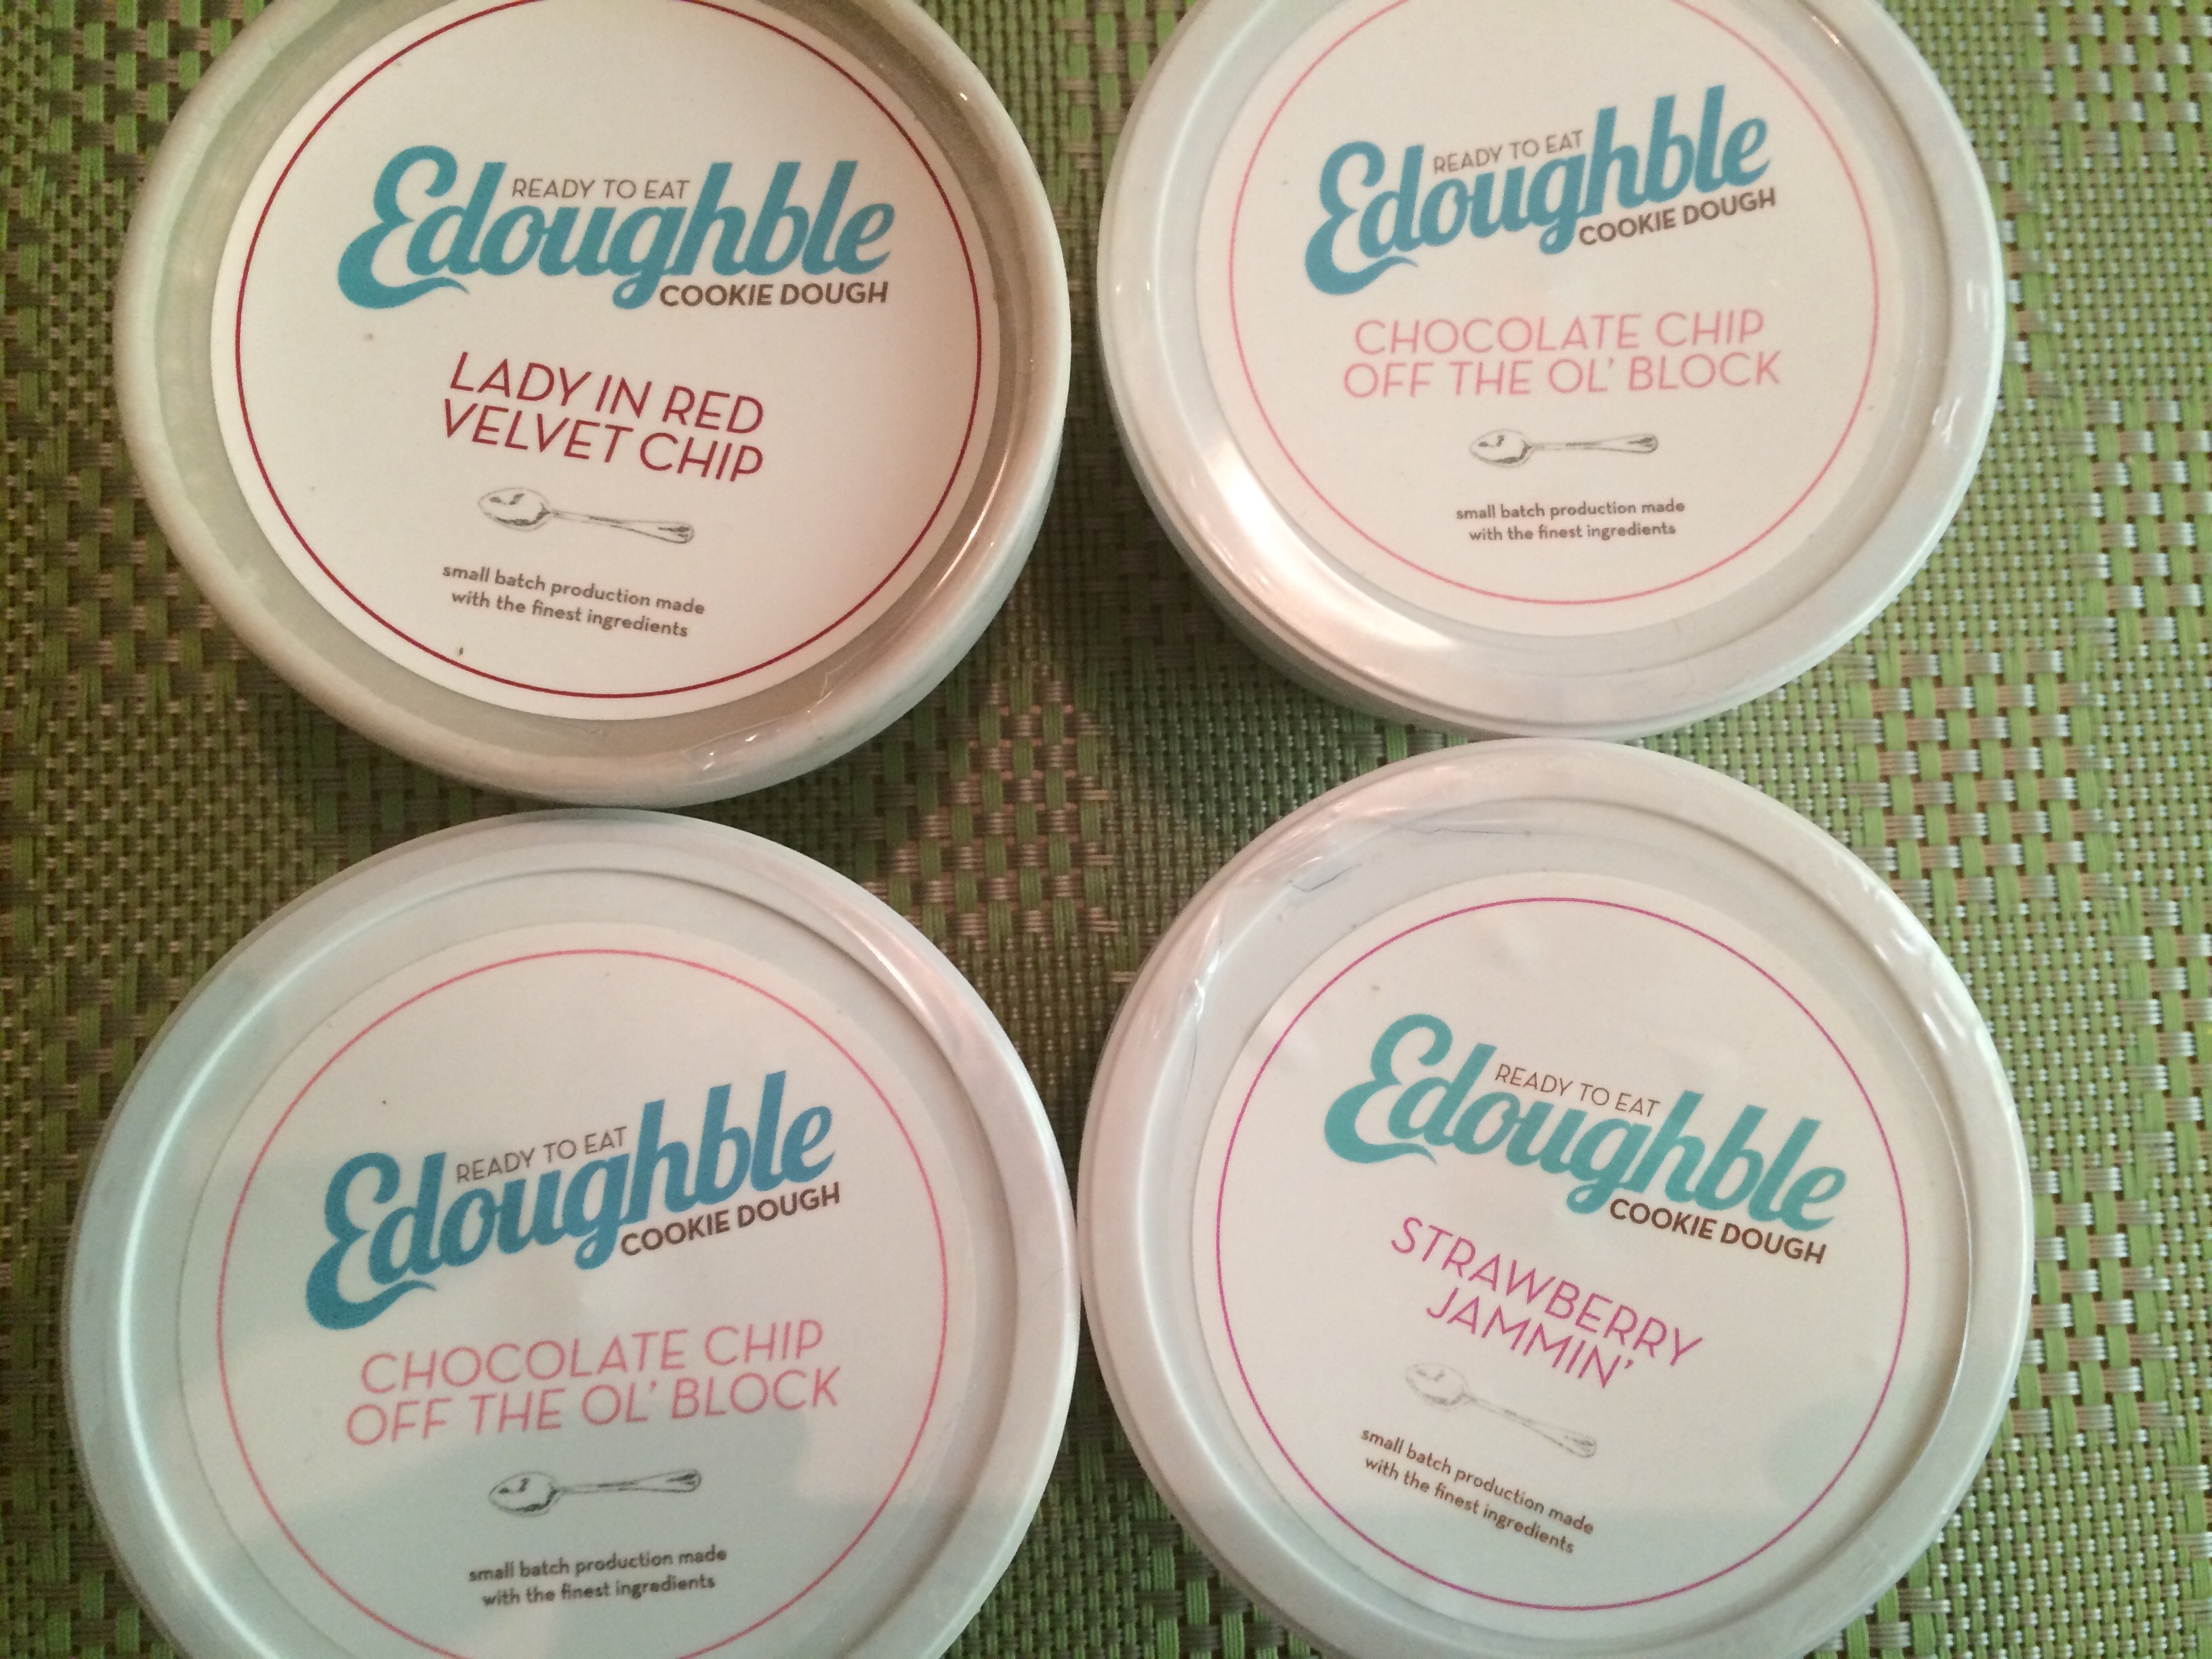 READY TO EAT
Edoughble
COOKIE DOUGH
LADY IN RED
VELVET CHIP
small batch production made
with the finest ingredients
READY TO EAT
Edoughble
COOKIE DOUGH
CHOCOLATE CHIP
OFF THE OL' BLOCK
small batch production made
with the finest ingredients
READY TO EAT
Edoughble
COOKIE DOUGH
CHOCOLATE CHIP
OFF THE OL' BLOCK
small batch production made
with the finest ingredients
READY TO EAT
Edoughble
COOKIE DOUGH
STRAWBERRY
JAMMIN'
small batch production made
with the finest ingredients